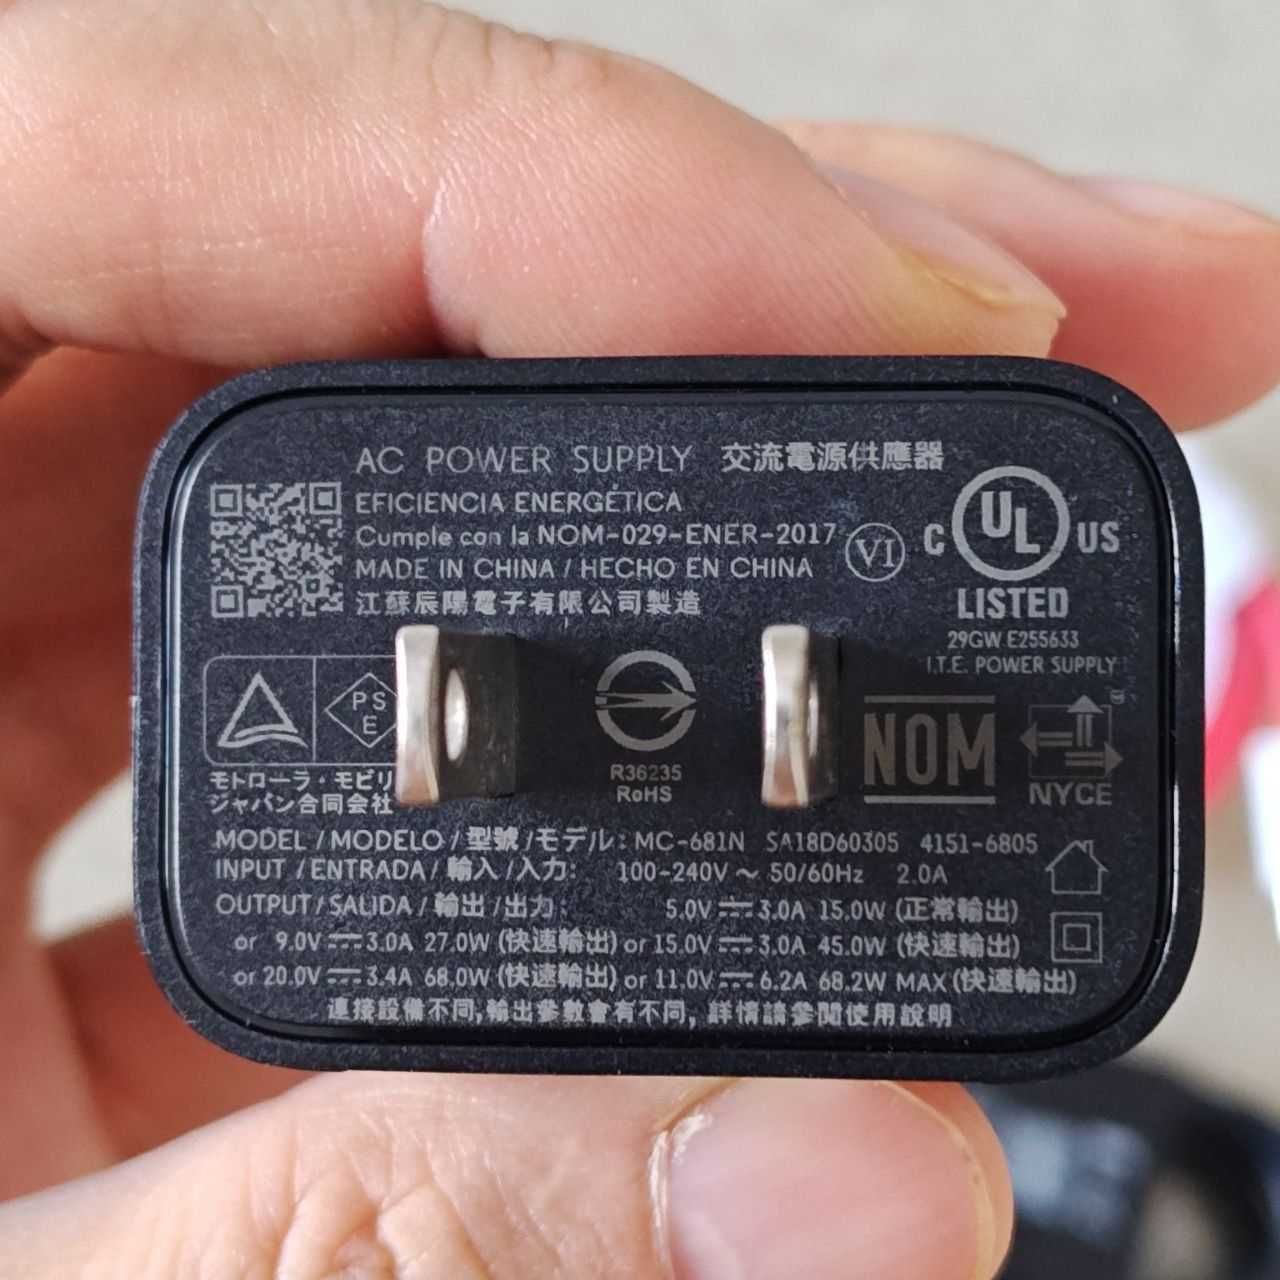 AC POWER SUPPLY 交流電源供應器
EFICIENCIA ENERGÉTICA
Cumple con la NOM-029-ENER-2017
VI
MADE IN CHINA / HECHO EN CHINA
江蘇辰陽電子有限公司製造
C UL US
LISTED
29GW E255633
I.T.E. POWER SUPPLY
PS
E
モトローラ・モビリ
ジャパン合同会社
R36235
RoHS
NOM
NYCE
MODEL / MODELO / 型號 /モデル: MC-681N SA18D60305 4151-6805
INPUT / ENTRADA / 輸入 /入力: 100-240V ~ 50/60Hz 2.0A
OUTPUT / SALIDA / 輸出 /出力: 5.0V⎓3.0A 15.0W (正常輸出)
or 9.0V⎓3.0A 27.0W (快速輸出) or 15.0V⎓3.0A 45.0W (快速輸出)
or 20.0V⎓3.4A 68.0W (快速輸出) or 11.0V⎓6.2A 68.2W MAX (快速輸出)
連接設備不同,輸出參數會有不同, 詳情請參閱使用說明